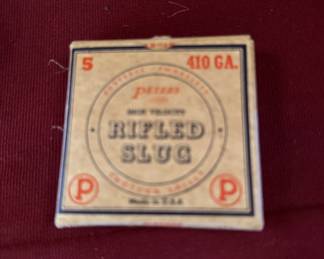 5 410 GA.
PETERS
HIGH VELOCITY
RIFLED
SLUG
P P
Made in U.S.A.